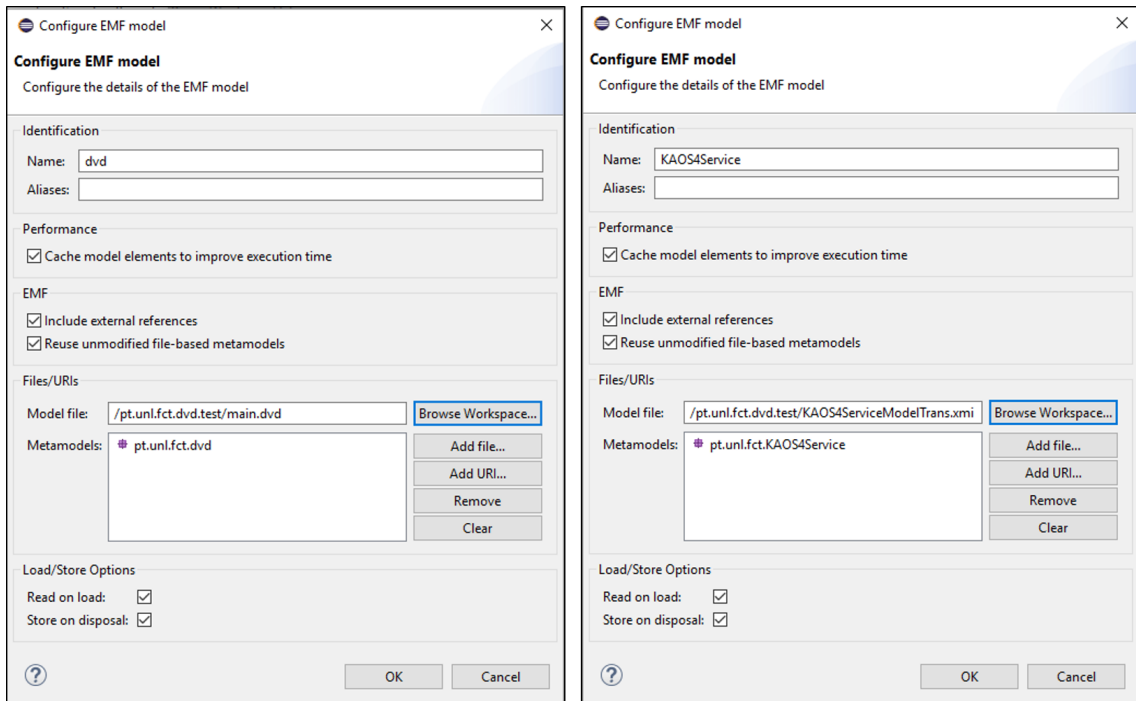 Configure EMF model
Configure EMF model
Configure the details of the EMF model
Identification
Name: dvd
Aliases:
Performance
Cache model elements to improve execution time
EMF
Include external references
Reuse unmodified file-based metamodels
Files/URIs
Model file: /pt.unl.fct.dvd.test/main.dvd Browse Workspace...
Metamodels: pt.unl.fct.dvd Add file...
Add URI...
Remove
Clear
Load/Store Options
Read on load:
Store on disposal:
? OK Cancel
Configure EMF model
Configure EMF model
Configure the details of the EMF model
Identification
Name: KAOS4Service
Aliases:
Performance
Cache model elements to improve execution time
EMF
Include external references
Reuse unmodified file-based metamodels
Files/URIs
Model file: /pt.unl.fct.dvd.test/KAOS4ServiceModelTrans.xmi Browse Workspace...
Metamodels: pt.unl.fct.KAOS4Service Add file...
Add URI...
Remove
Clear
Load/Store Options
Read on load:
Store on disposal:
? OK Cancel